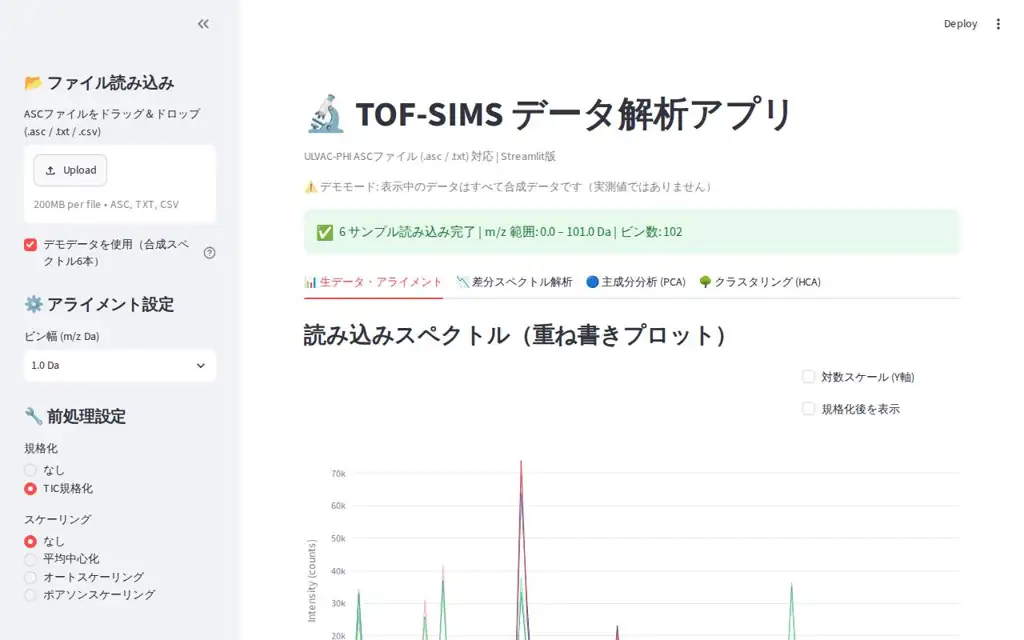 Deploy
📂 ファイル読み込み
ASCファイルをドラッグ＆ドロップ
(.asc / .txt / .csv)
Upload
200MB per file • ASC, TXT, CSV
デモデータを使用（合成スペ
クトル6本）
⚙️ アライメント設定
ビン幅 (m/z Da)
1.0 Da
🔧 前処理設定
規格化
なし
TIC規格化
スケーリング
なし
平均中心化
オートスケーリング
ポアソンスケーリング
🔬 TOF-SIMS データ解析アプリ
ULVAC-PHI ASCファイル (.asc / .txt) 対応 | Streamlit版
⚠️ デモモード: 表示中のデータはすべて合成データです（実測値ではありません）
✅ 6 サンプル読み込み完了 | m/z 範囲: 0.0 – 101.0 Da | ビン数: 102
📊 生データ・アライメント 📉 差分スペクトル解析 🔵 主成分分析 (PCA) 🌳 クラスタリング (HCA)
読み込みスペクトル（重ね書きプロット）
対数スケール (Y軸)
規格化後を表示
70k
60k
50k
40k
30k
20k
Intensity (counts)